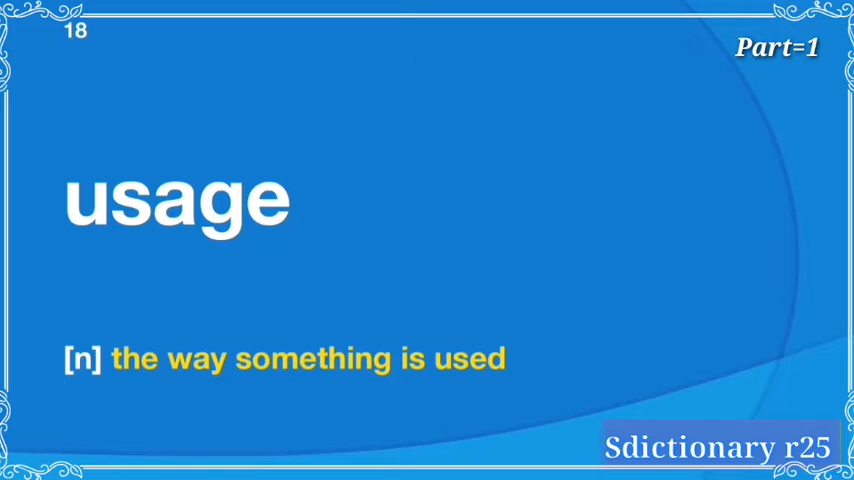 18
Part=1
usage
[n] the way something is used
Sdictionary r25